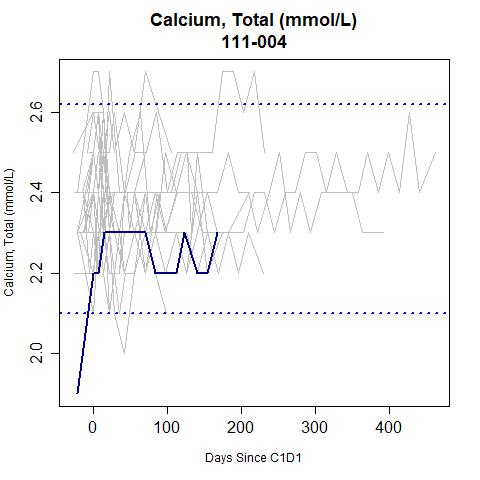 Calcium, Total (mmol/L)
111-004
Calcium, Total (mmol/L)
2.6
2.4
2.2
2.0
0 100 200 300 400
Days Since C1D1